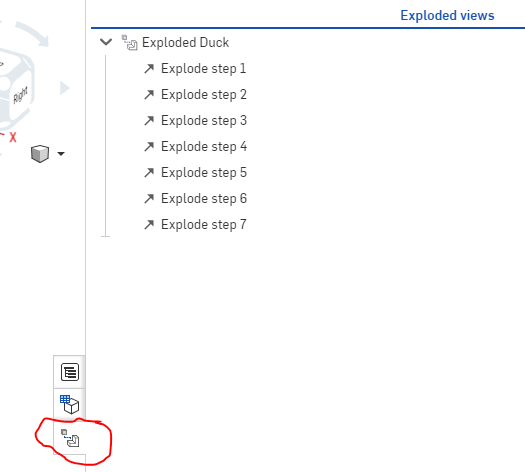 Exploded views
Exploded Duck
Right
Explode step 1
Explode step 2
Explode step 3
X
Explode step 4
Explode step 5
Explode step 6
Explode step 7